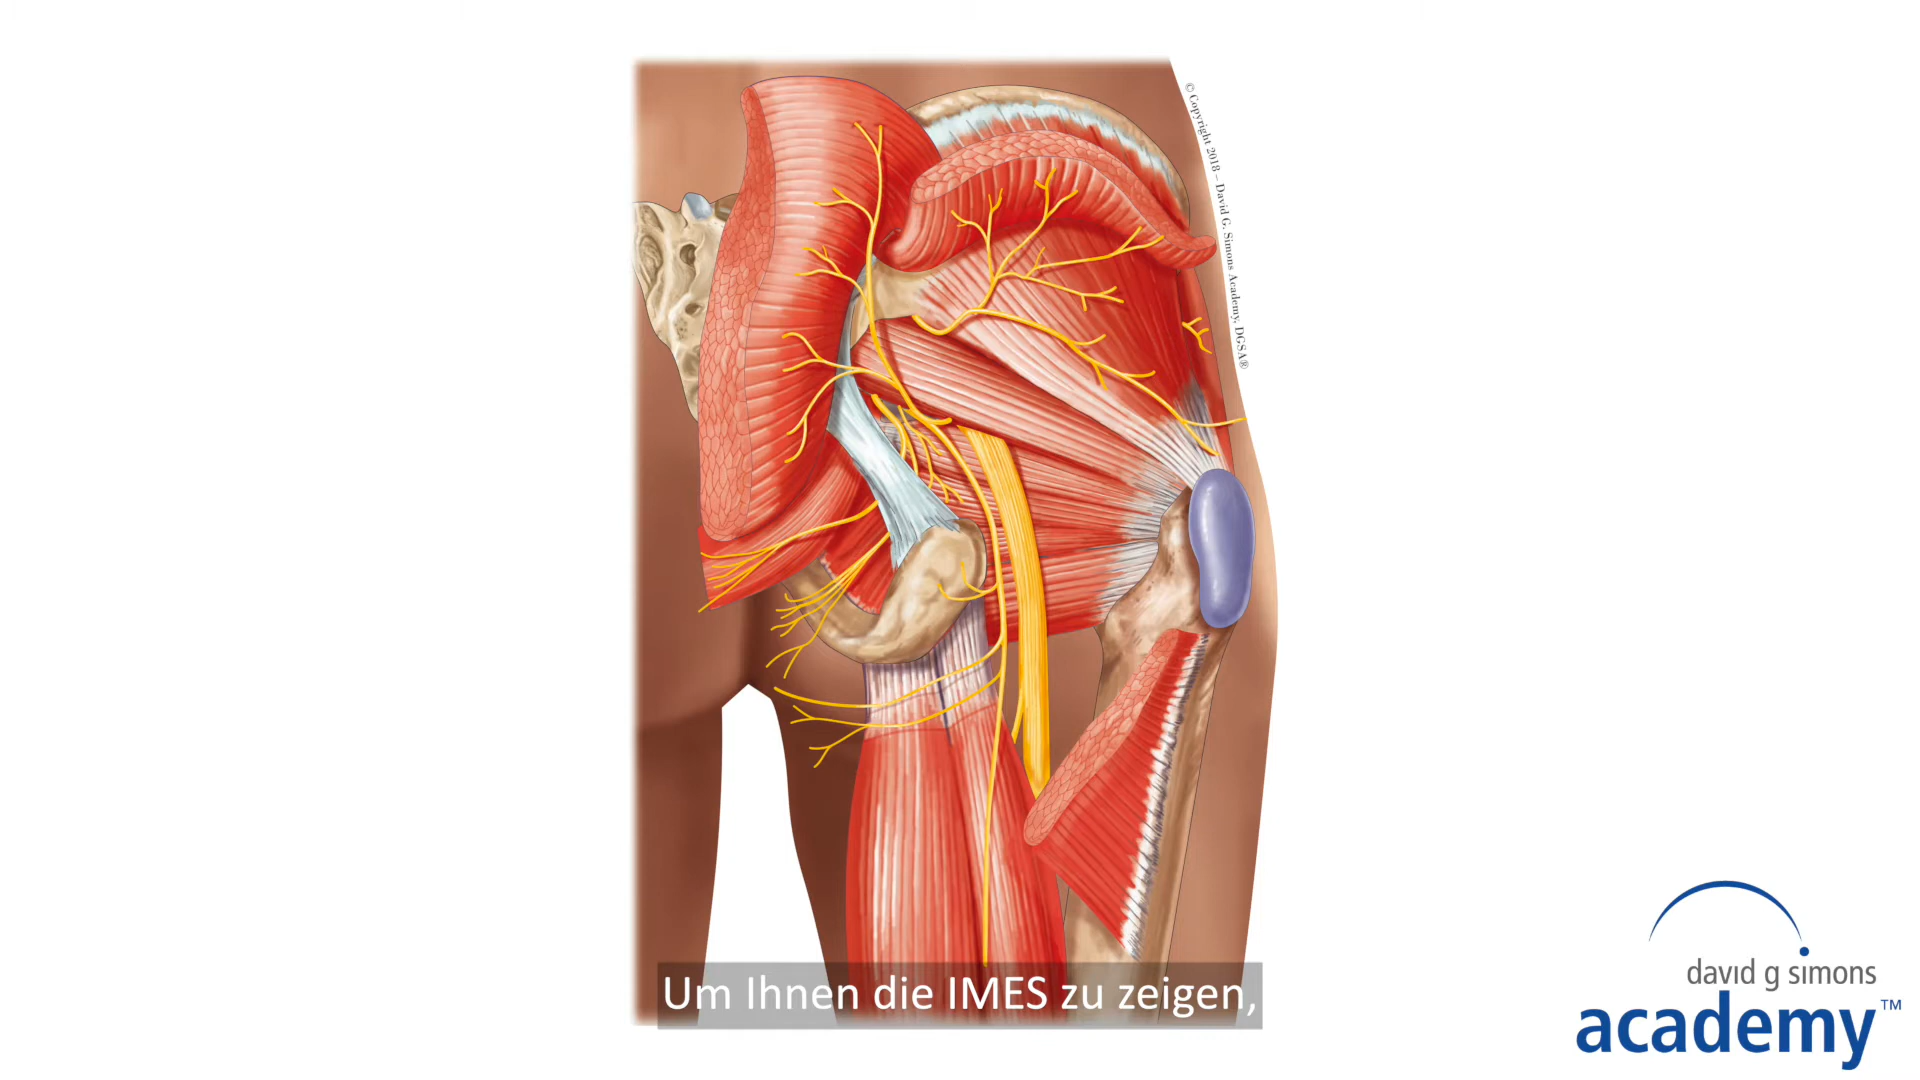 © Copyright 2018 – David G. Simons Academy, DGSA®
Um Ihnen die IMES zu zeigen,
david g simons
academy™